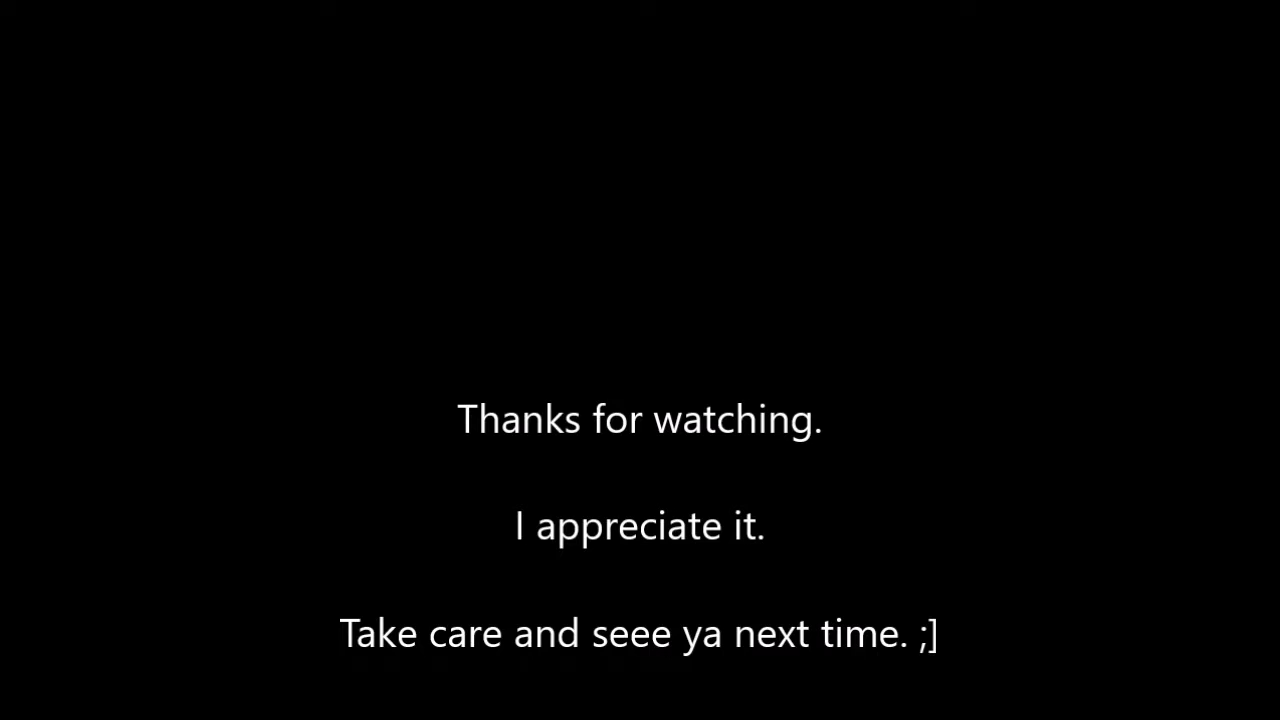 Thanks for watching.
I appreciate it.
Take care and seee ya next time. ;]